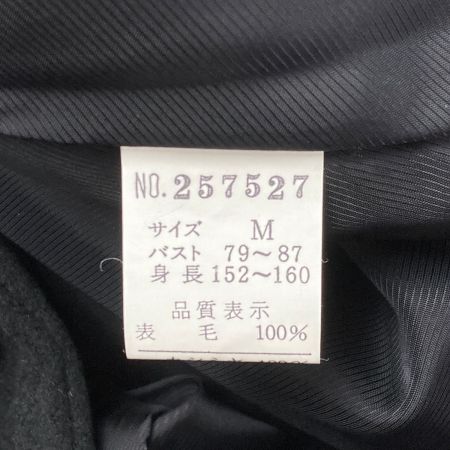 NO. 257527
サイズ M
バスト 79～87
身長 152～160
品質表示
表 毛 100%